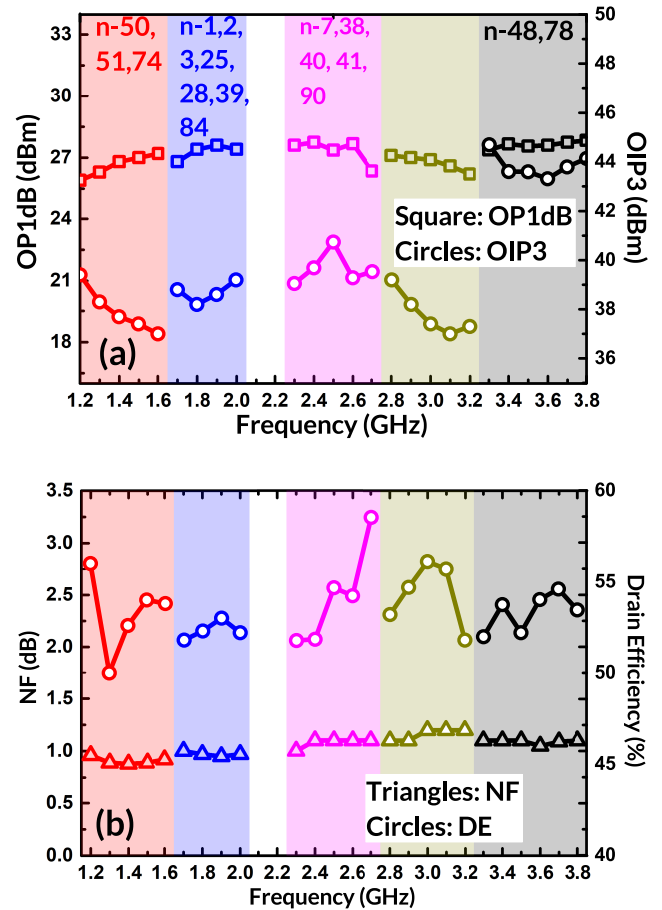 33
30
27
24
21
18
OP1dB (dBm)
50
48
46
44
42
40
38
36
OIP3 (dBm)
n-50,
51,74
n-1,2,
3,25,
28,39,
84
n-7,38,
40, 41,
90
n-48,78
Square: OP1dB
Circles: OIP3
(a)
1.2 1.4 1.6 1.8 2.0 2.2 2.4 2.6 2.8 3.0 3.2 3.4 3.6 3.8
Frequency (GHz)
3.5
3.0
2.5
2.0
1.5
1.0
0.5
0.0
NF (dB)
60
55
50
45
40
Drain Efficiency (%)
Triangles: NF
Circles: DE
(b)
1.2 1.4 1.6 1.8 2.0 2.2 2.4 2.6 2.8 3.0 3.2 3.4 3.6 3.8
Frequency (GHz)